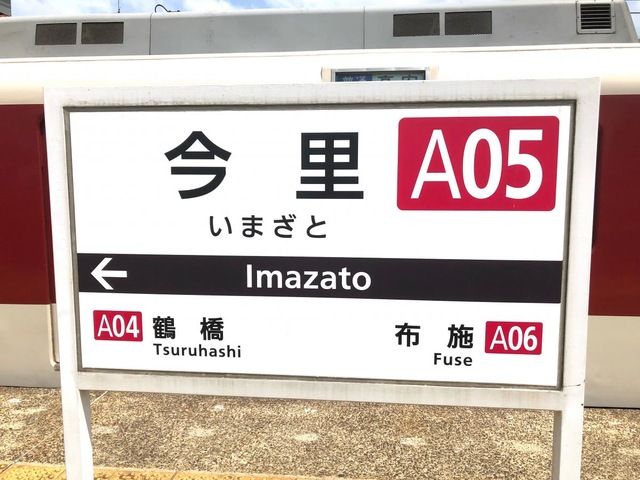 今里 A05
いまざと
← Imazato
A04 鶴橋 布施 A06
Tsuruhashi Fuse